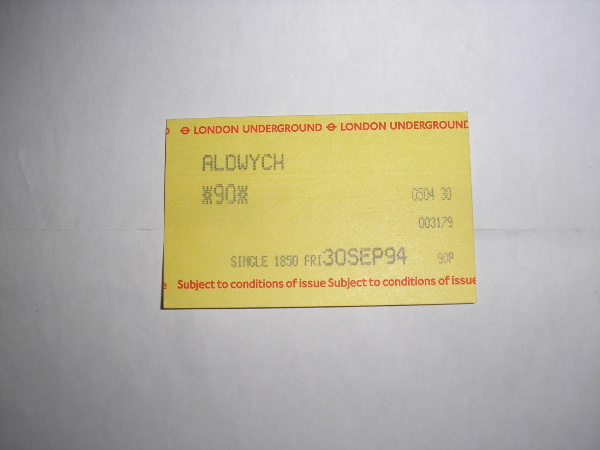 LONDON UNDERGROUND LONDON UNDERGROUND
ALDWYCH
*90*
0504 30
003179
SINGLE 1850 FRI 30SEP94 90P
Subject to conditions of issue Subject to conditions of issue